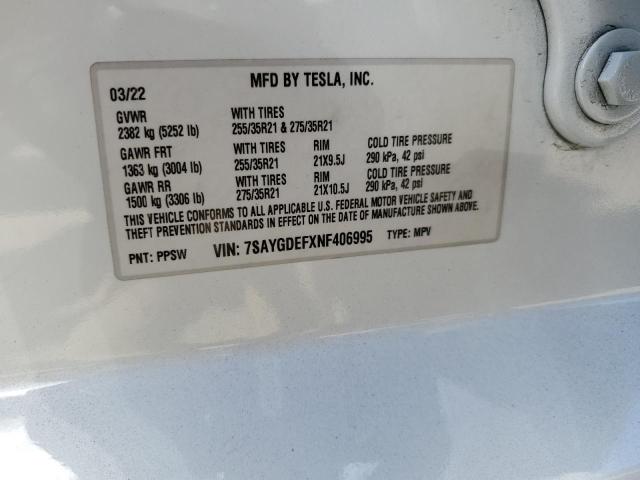 MFD BY TESLA, INC.
03/22
GVWR WITH TIRES
2382 kg (5252 lb) 255/35R21 & 275/35R21
GAWR FRT WITH TIRES RIM COLD TIRE PRESSURE
1363 kg (3004 lb) 255/35R21 21X9.5J 290 kPa, 42 psi
GAWR RR WITH TIRES RIM COLD TIRE PRESSURE
1500 kg (3306 lb) 275/35R21 21X10.5J 290 kPa, 42 psi
THIS VEHICLE CONFORMS TO ALL APPLICABLE U.S. FEDERAL MOTOR VEHICLE SAFETY AND
THEFT PREVENTION STANDARDS IN EFFECT ON THE DATE OF MANUFACTURE SHOWN ABOVE.
PNT: PPSW VIN: 7SAYGDEFXNF406995 TYPE: MPV